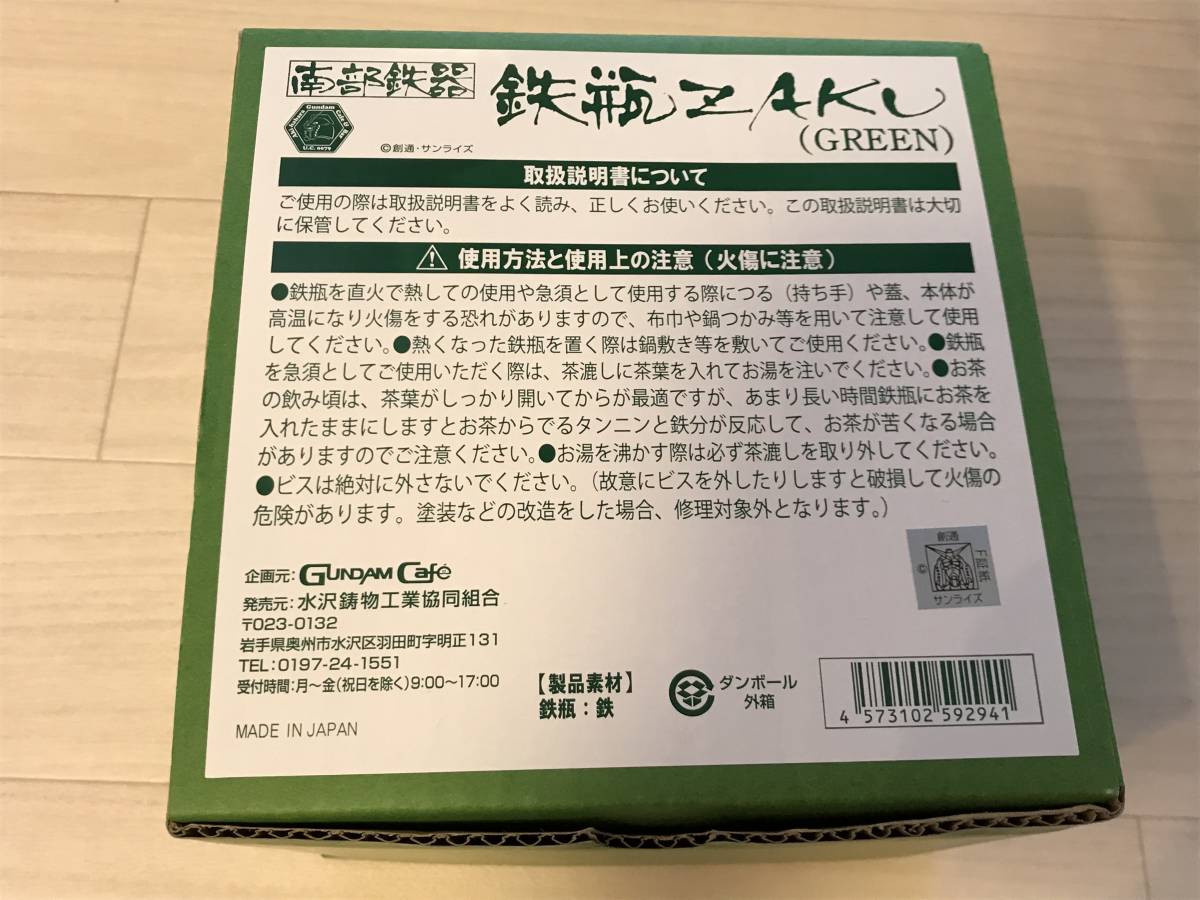 南部鉄器
鉄瓶ZAKU
(GREEN)
Akihabara Gundam Café & Bar
U.C. 0079
©創通・サンライズ
取扱説明書について
ご使用の際は取扱説明書をよく読み、正しくお使いください。この取扱説明書は大切
に保管してください。
使用方法と使用上の注意（火傷に注意）
●鉄瓶を直火で熱しての使用や急須として使用する際につる（持ち手）や蓋、本体が
高温になり火傷をする恐れがありますので、布巾や鍋つかみ等を用いて注意して使用
してください。●熱くなった鉄瓶を置く際は鍋敷き等を敷いてご使用ください。●鉄瓶
を急須としてご使用いただく際は、茶漉しに茶葉を入れてお湯を注いでください。●お茶
の飲み頃は、茶葉がしっかり開いてからが最適ですが、あまり長い時間鉄瓶にお茶を
入れたままにしますとお茶からでるタンニンと鉄分が反応して、お茶が苦くなる場合
がありますのでご注意ください。●お湯を沸かす際は必ず茶漉しを取り外してください。
●ビスは絶対に外さないでください。（故意にビスを外したりしますと破損して火傷の
危険があります。塗装などの改造をした場合、修理対象外となります。）
創通
©
サンライズ
企画元：GUNDAM Café
発売元：水沢鋳物工業協同組合
〒023-0132
岩手県奥州市水沢区羽田町字明正131
TEL：0197-24-1551
受付時間：月～金（祝日を除く）9:00～17:00
MADE IN JAPAN
【製品素材】
鉄瓶：鉄
ダンボール
外箱
4 573102 592941